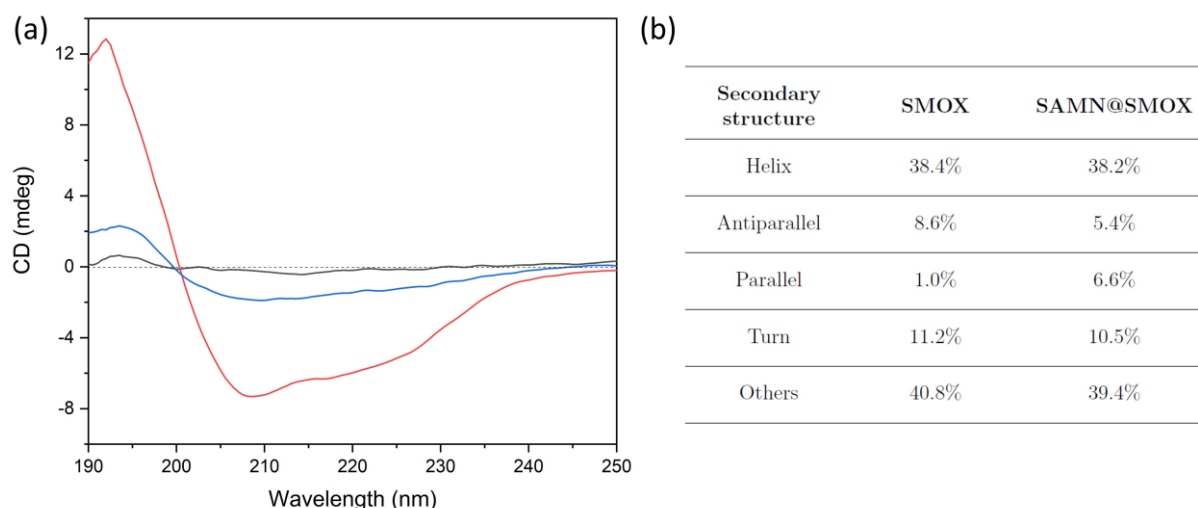 (a)
12
8
4
0
-4
-8
CD (mdeg)
190 200 210 220 230 240 250
Wavelength (nm)
(b)
Secondary structure SMOX SAMN@SMOX
Helix 38.4% 38.2%
Antiparallel 8.6% 5.4%
Parallel 1.0% 6.6%
Turn 11.2% 10.5%
Others 40.8% 39.4%